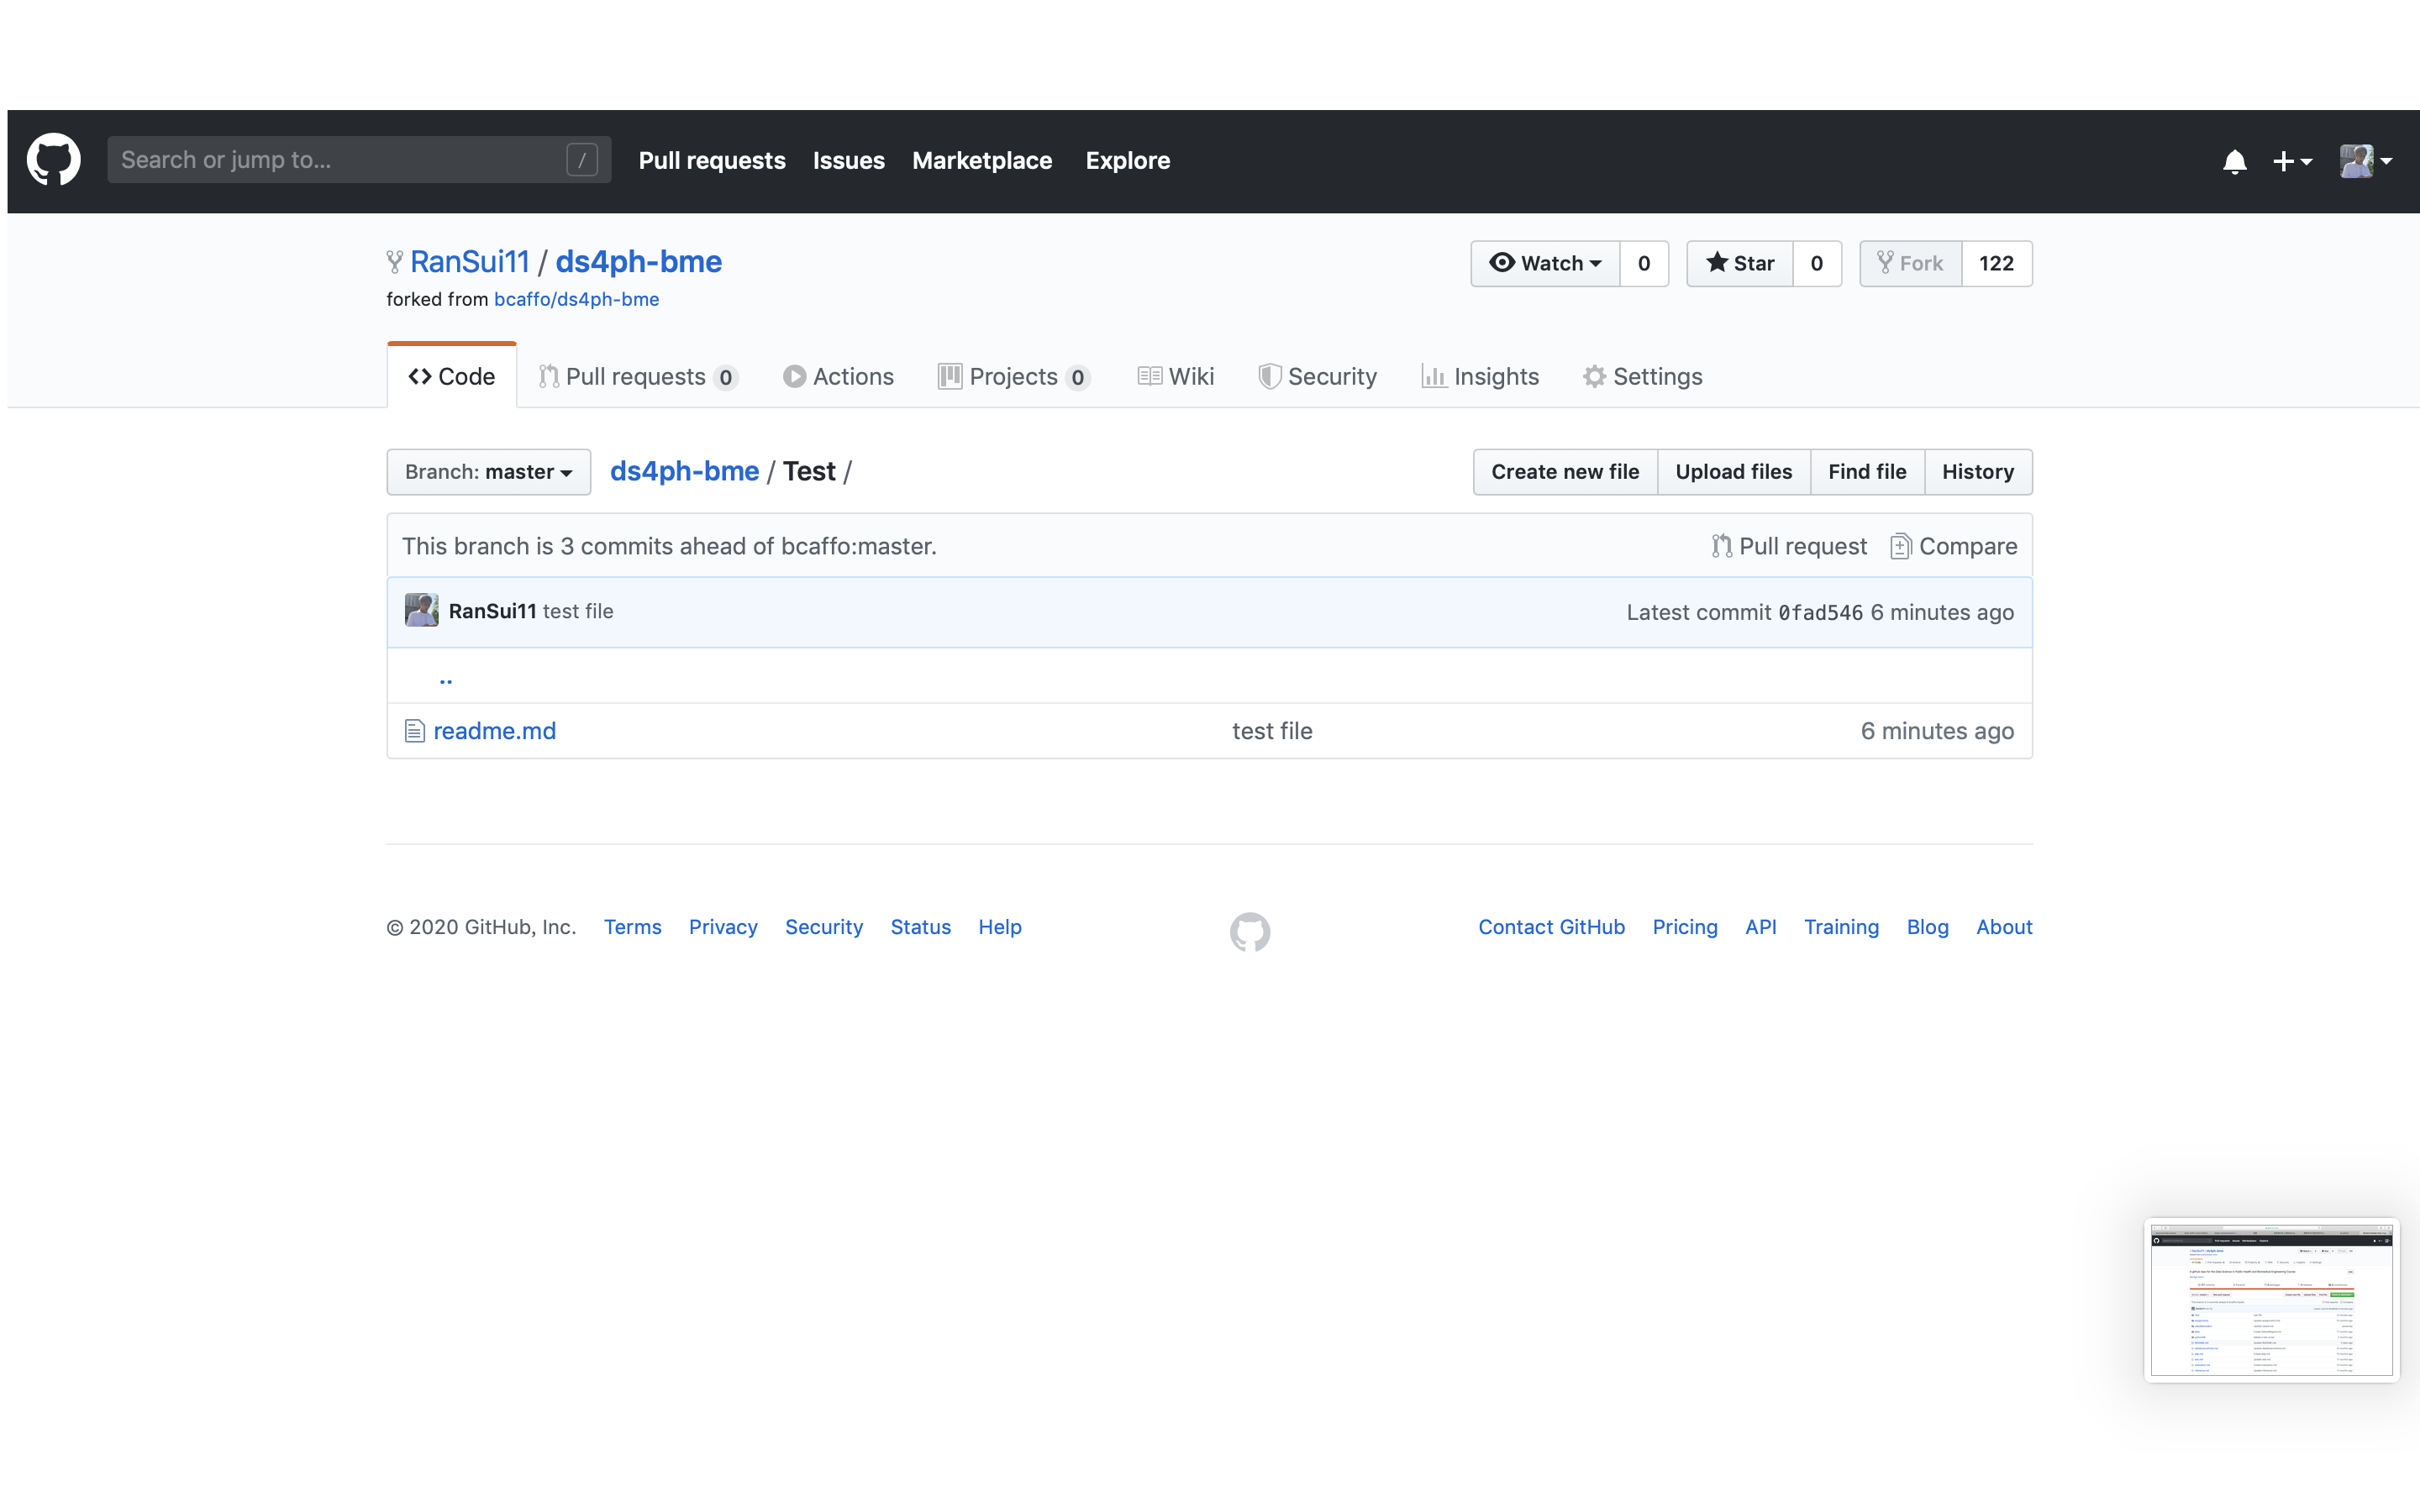 Search or jump to... / Pull requests Issues Marketplace Explore
RanSui11 / ds4ph-bme Watch 0 Star 0 Fork 122
forked from bcaffo/ds4ph-bme
Code Pull requests 0 Actions Projects 0 Wiki Security Insights Settings
Branch: master ds4ph-bme / Test / Create new file Upload files Find file History
This branch is 3 commits ahead of bcaffo:master. Pull request Compare
RanSui11 test file Latest commit 0fad546 6 minutes ago
..
readme.md test file 6 minutes ago
© 2020 GitHub, Inc. Terms Privacy Security Status Help Contact GitHub Pricing API Training Blog About